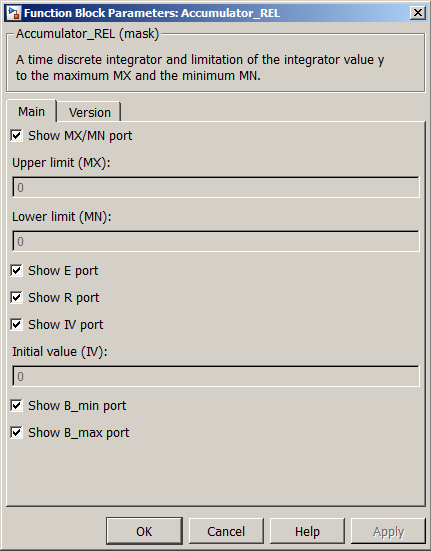 Function Block Parameters: Accumulator_REL
Accumulator_REL (mask)
A time discrete integrator and limitation of the integrator value y
to the maximum MX and the minimum MN.
Main Version
Show MX/MN port
Upper limit (MX):
0
Lower limit (MN):
0
Show E port
Show R port
Show IV port
Initial value (IV):
0
Show B_min port
Show B_max port
OK Cancel Help Apply